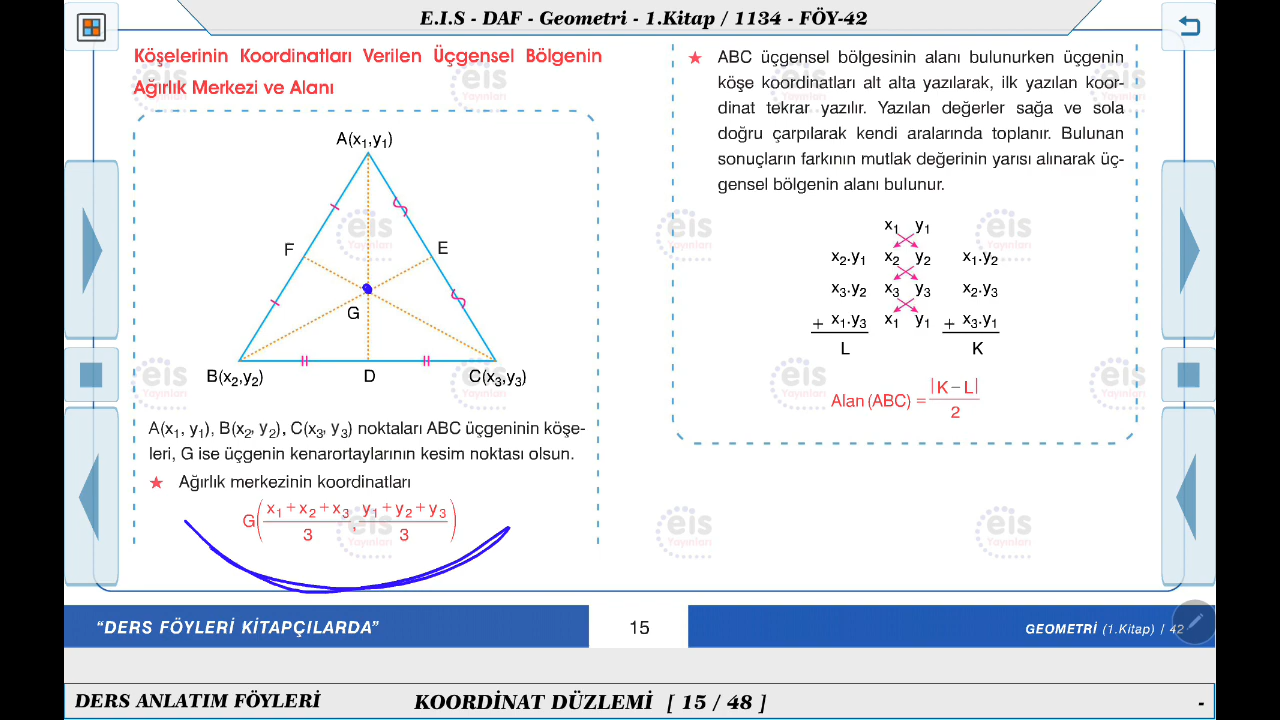 E.I.S - DAF - Geometri - 1.Kitap / 1134 - FÖY-42
Köşelerinin Koordinatları Verilen Üçgensel Bölgenin
Ağırlık Merkezi ve Alanı
A(x₁,y₁)
F
E
G
B(x₂,y₂)
D
C(x₃,y₃)
A(x₁, y₁), B(x₂, y₂), C(x₃, y₃) noktaları ABC üçgeninin köşe-
leri, G ise üçgenin kenarortaylarının kesim noktası olsun.
★ Ağırlık merkezinin koordinatları
G((x₁+x₂+x₃)/3, (y₁+y₂+y₃)/3)
★ ABC üçgensel bölgesinin alanı bulunurken üçgenin
köşe koordinatları alt alta yazılarak, ilk yazılan koor-
dinat tekrar yazılır. Yazılan değerler sağa ve sola
doğru çarpılarak kendi aralarında toplanır. Bulunan
sonuçların farkının mutlak değerinin yarısı alınarak üç-
gensel bölgenin alanı bulunur.
x₁ y₁
x₂.y₁ x₂ y₂ x₁.y₂
x₃.y₂ x₃ y₃ x₂.y₃
+ x₁.y₃ x₁ y₁ + x₃.y₁
L K
Alan (ABC) = |K – L| / 2
eis
Yayınları
"DERS FÖYLERİ KİTAPÇILARDA"
15
GEOMETRİ (1.Kitap) / 42
DERS ANLATIM FÖYLERİ
KOORDİNAT DÜZLEMİ [ 15 / 48 ]
-